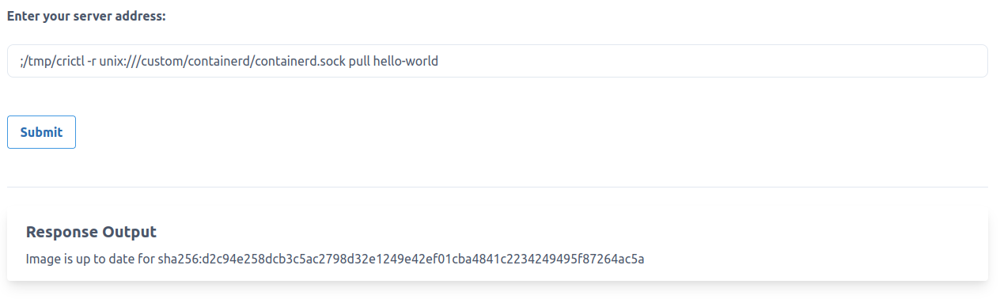 Enter your server address:
;/tmp/crictl -r unix:///custom/containerd/containerd.sock pull hello-world
Submit
Response Output
Image is up to date for sha256:d2c94e258dcb3c5ac2798d32e1249e42ef01cba4841c2234249495f87264ac5a